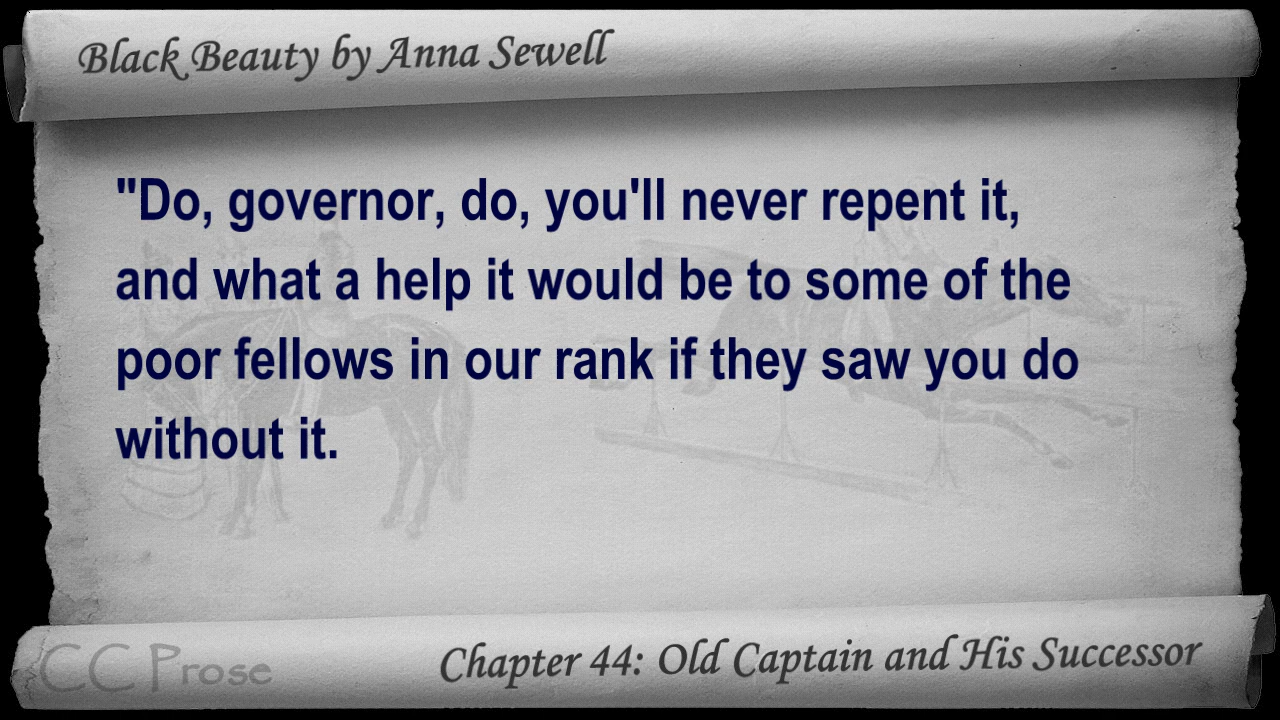 Black Beauty by Anna Sewell
"Do, governor, do, you'll never repent it,
and what a help it would be to some of the
poor fellows in our rank if they saw you do
without it.
CC Prose
Chapter 44: Old Captain and His Successor